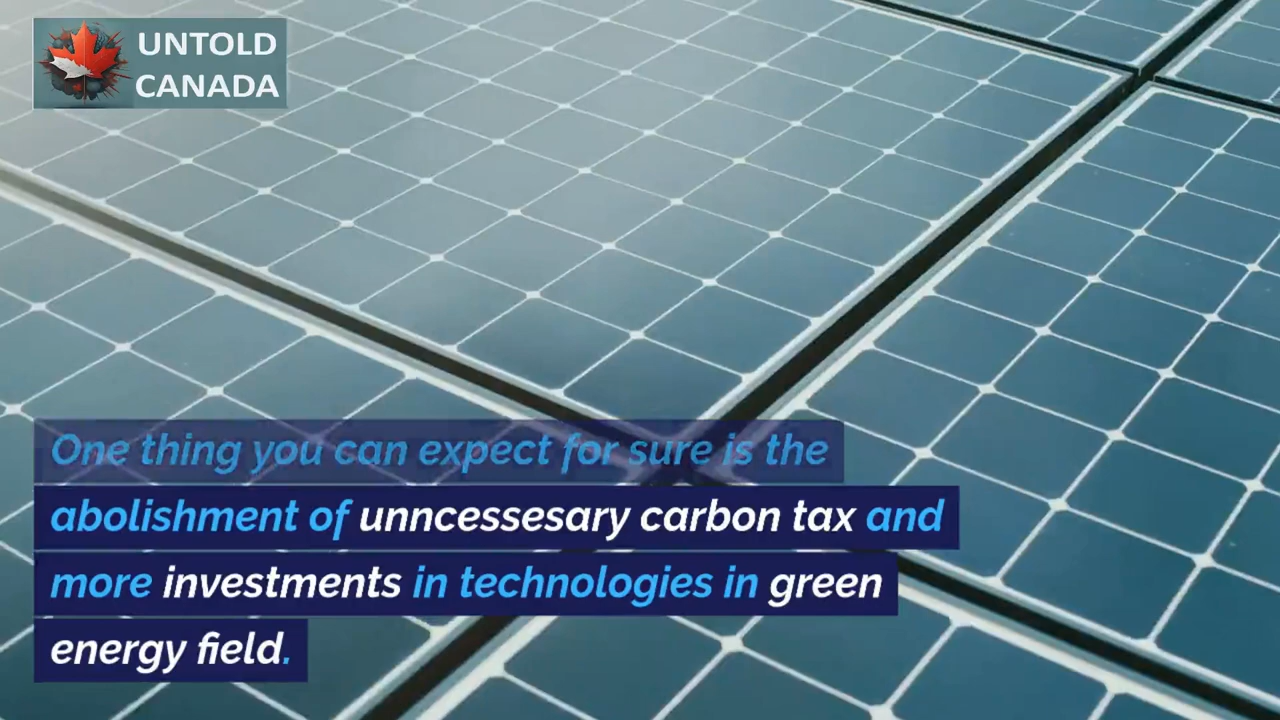 UNTOLD
CANADA
One thing you can expect for sure is the
abolishment of unncessesary carbon tax and
more investments in technologies in green
energy field.